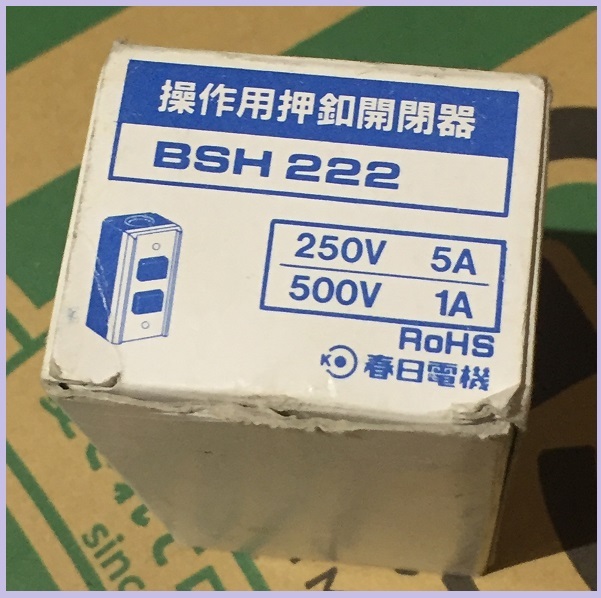 操作用押釦開閉器
BSH 222
250V 5A
500V 1A
RoHS
K 春日電機
sinc